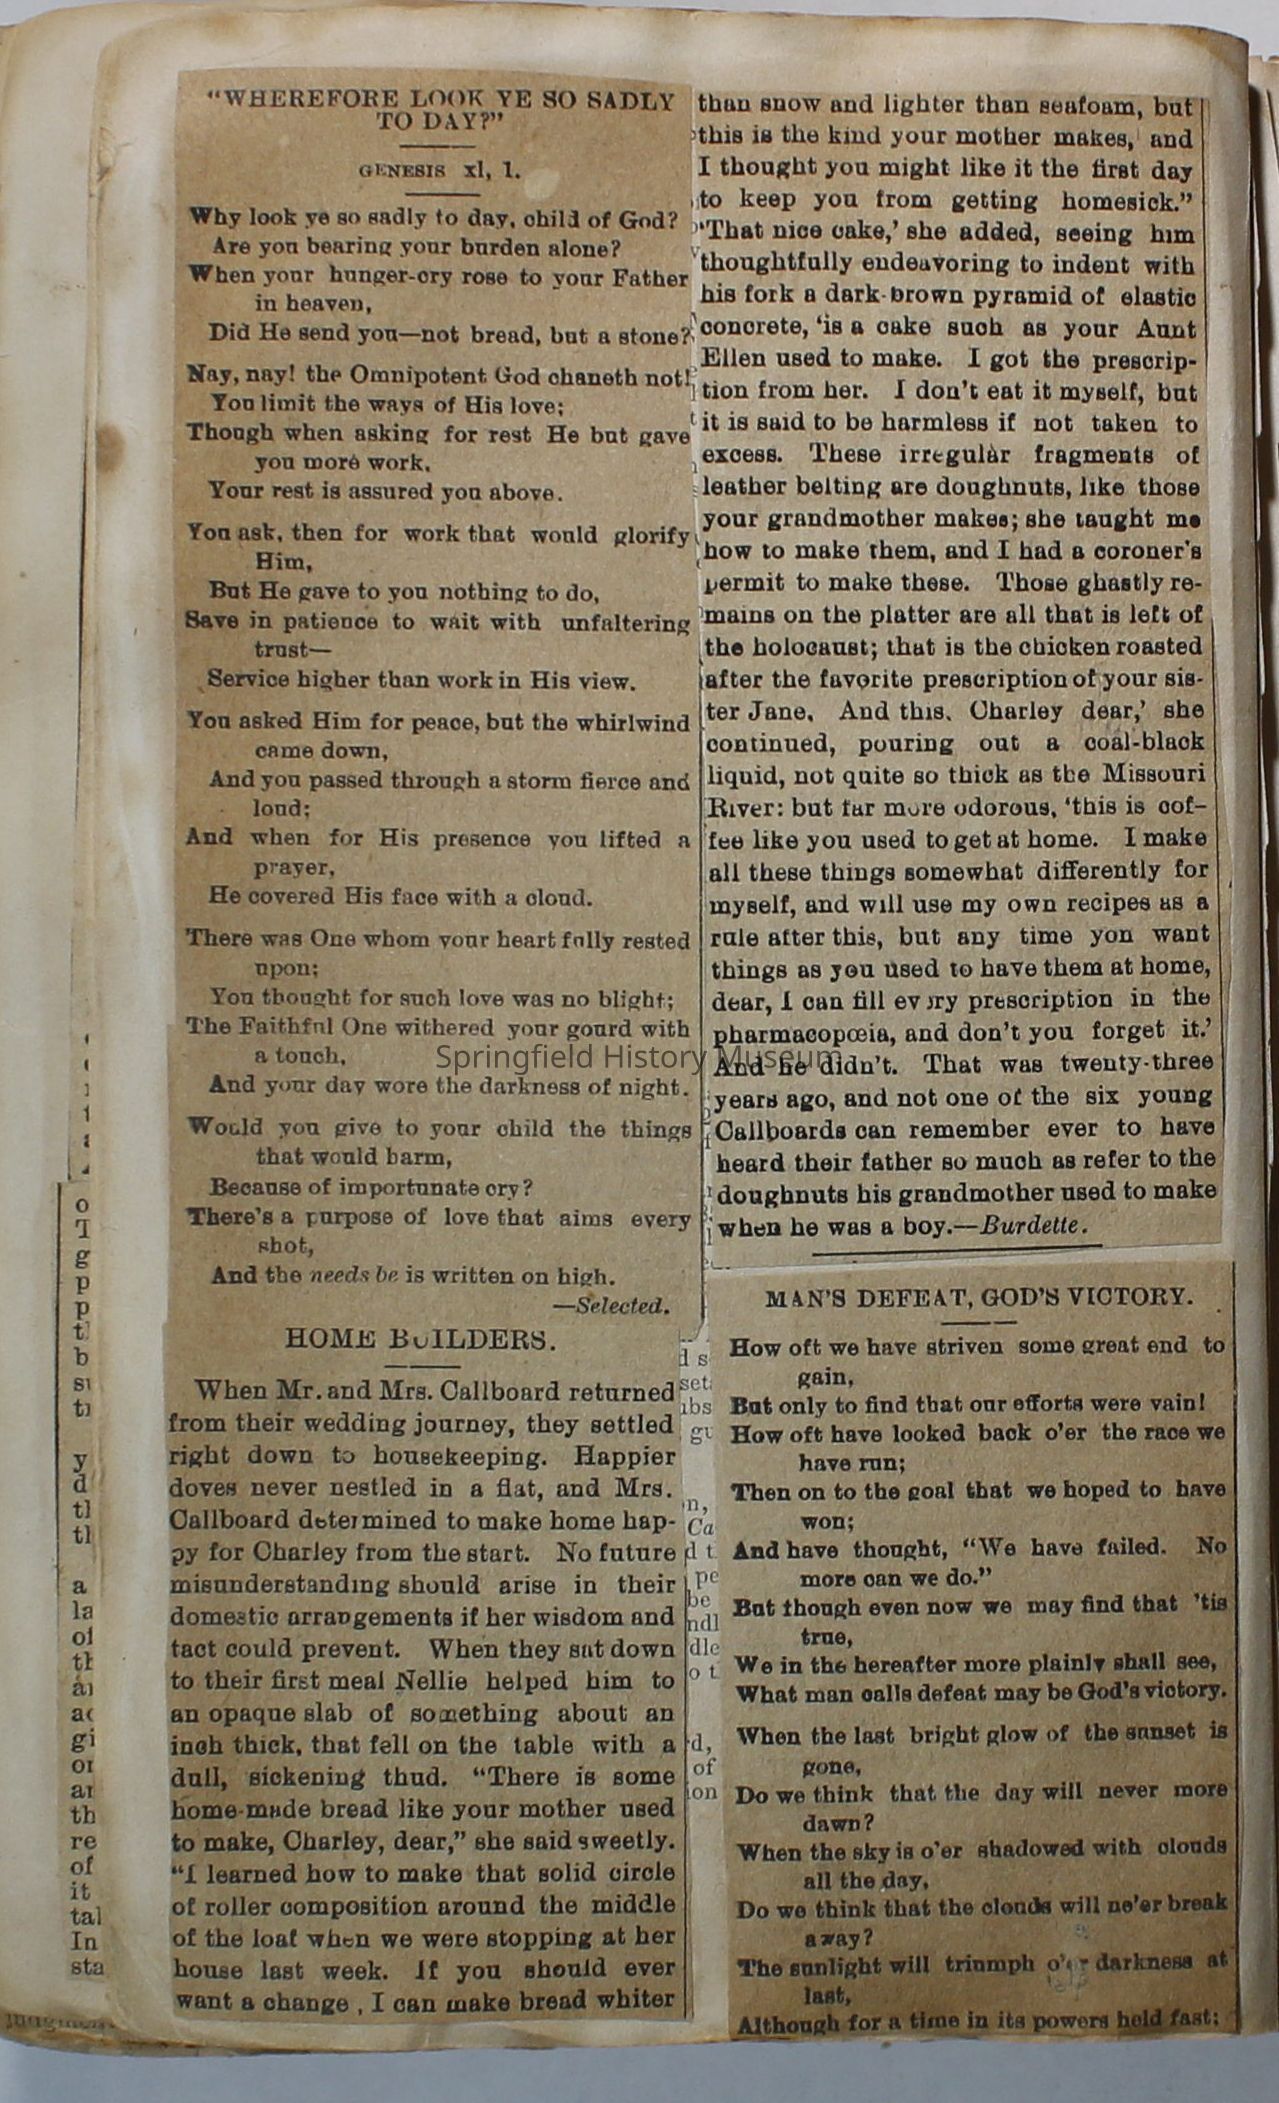 "WHEREFORE LOOK YE SO SADLY
TO DAY?"
GENESIS xl, 1.
Why look ye so sadly to day, child of God?
Are you bearing your burden alone?
When your hunger-cry rose to your Father
in heaven,
Did He send you—not bread, but a stone?
Nay, nay! the Omnipotent God chaneth not!
You limit the ways of His love;
Though when asking for rest He but gave
you more work,
Your rest is assured you above.
You ask, then for work that would glorify
Him,
But He gave to you nothing to do,
Save in patience to wait with unfaltering
trust—
Service higher than work in His view.
You asked Him for peace, but the whirlwind
came down,
And you passed through a storm fierce and
loud;
And when for His presence you lifted a
prayer,
He covered His face with a cloud.
There was One whom your heart fully rested
upon;
You thought for such love was no blight;
The Faithful One withered your gourd with
a touch,
And your day wore the darkness of night.
Would you give to your child the things
that would harm,
Because of importunate cry?
There's a purpose of love that aims every
shot,
And the needs be is written on high.
—Selected.
HOME BUILDERS.
When Mr. and Mrs. Callboard returned
from their wedding journey, they settled
right down to housekeeping. Happier
doves never nestled in a flat, and Mrs.
Callboard determined to make home hap-
py for Charley from the start. No future
misunderstanding should arise in their
domestic arrangements if her wisdom and
tact could prevent. When they sat down
to their first meal Nellie helped him to
an opaque slab of something about an
inch thick, that fell on the table with a
dull, sickening thud. "There is some
home-made bread like your mother used
to make, Charley, dear," she said sweetly.
"I learned how to make that solid circle
of roller composition around the middle
of the loaf when we were stopping at her
house last week. If you should ever
want a change , I can make bread whiter
than snow and lighter than seafoam, but
this is the kind your mother makes, and
I thought you might like it the first day
to keep you from getting homesick."
'That nice cake,' she added, seeing him
thoughtfully endeavoring to indent with
his fork a dark-brown pyramid of elastic
concrete, 'is a cake such as your Aunt
Ellen used to make. I got the prescrip-
tion from her. I don't eat it myself, but
it is said to be harmless if not taken to
excess. These irregular fragments of
leather belting are doughnuts, like those
your grandmother makes; she taught me
how to make them, and I had a coroner's
permit to make these. Those ghastly re-
mains on the platter are all that is left of
the holocaust; that is the chicken roasted
after the favorite prescription of your sis-
ter Jane. And this, Charley dear,' she
continued, pouring out a coal-black
liquid, not quite so thick as the Missouri
River: but far more odorous, 'this is cof-
fee like you used to get at home. I make
all these things somewhat differently for
myself, and will use my own recipes as a
rule after this, but any time you want
things as you used to have them at home,
dear, I can fill every prescription in the
pharmacopœia, and don't you forget it.'
And he didn't. That was twenty-three
years ago, and not one of the six young
Callboards can remember ever to have
heard their father so much as refer to the
doughnuts his grandmother used to make
when he was a boy.—Burdette.
MAN'S DEFEAT, GOD'S VICTORY.
How oft we have striven some great end to
gain,
But only to find that our efforts were vain!
How oft have looked back o'er the race we
have run;
Then on to the goal that we hoped to have
won;
And have thought, "We have failed. No
more can we do."
But though even now we may find that 'tis
true,
We in the hereafter more plainly shall see,
What man calls defeat may be God's victory.
When the last bright glow of the sunset is
gone,
Do we think that the day will never more
dawn?
When the sky is o'er shadowed with clouds
all the day,
Do we think that the clouds will ne'er break
away?
The sunlight will triumph o'er darkness at
last,
Although for a time in its powers held fast;
Springfield History Museum